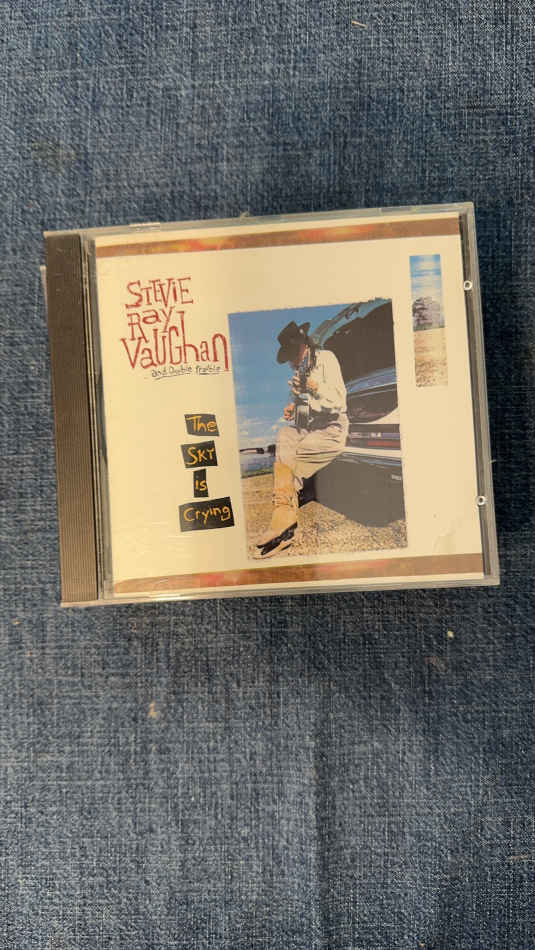 STEVIE
Ray
Vaughan
and Double Trouble
The
SKY
is
Crying